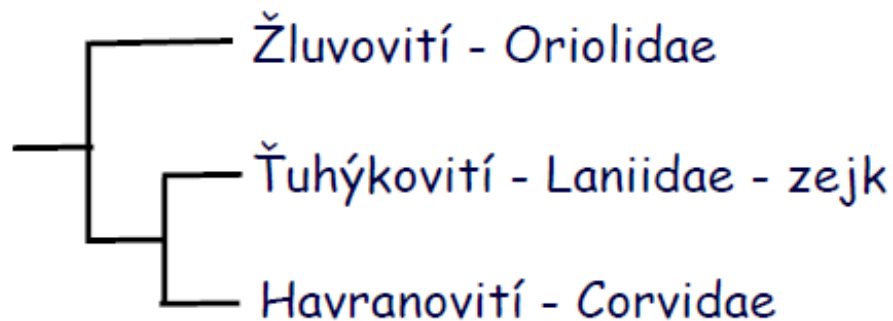 Žluvovití - Oriolidae
Ťuhýkovití - Laniidae - zejk
Havranovití - Corvidae